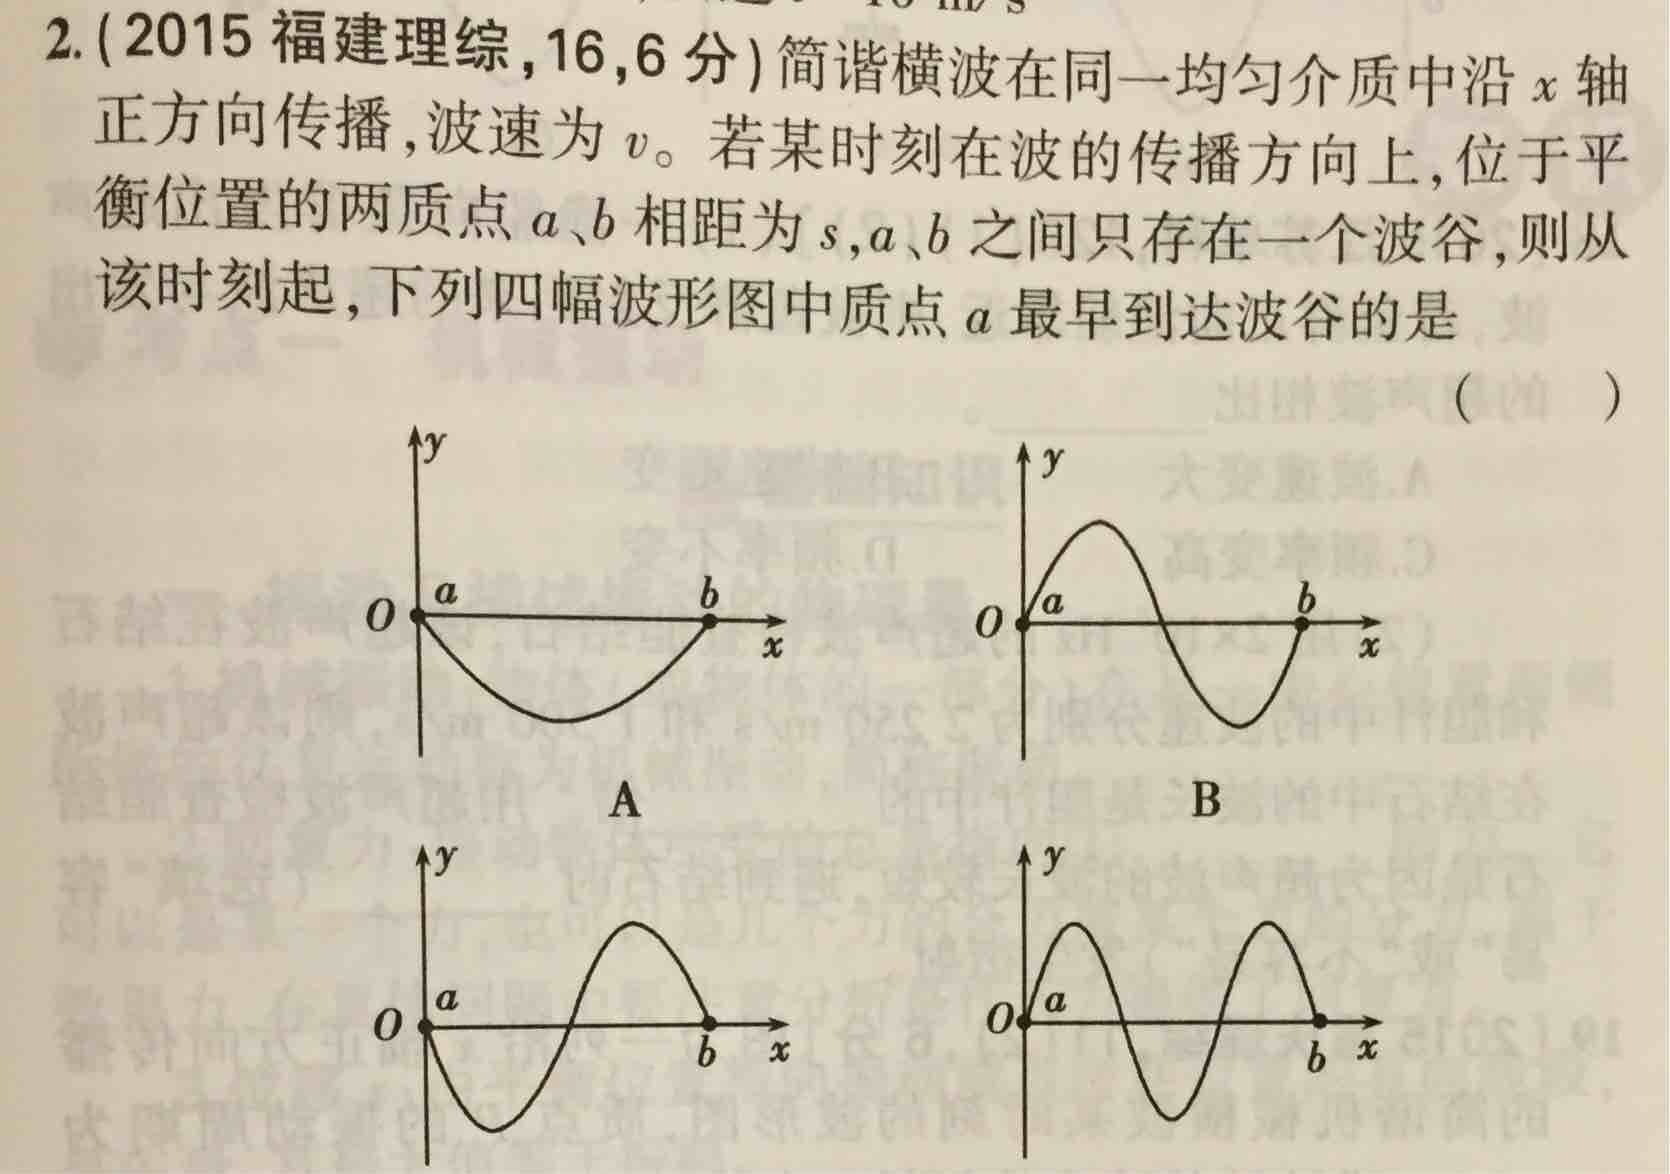 10 m/s
2.(2015 福建理综,16,6 分)简谐横波在同一均匀介质中沿 x 轴
正方向传播,波速为 v。若某时刻在波的传播方向上,位于平
衡位置的两质点 a、b 相距为 s,a、b 之间只存在一个波谷,则从
该时刻起,下列四幅波形图中质点 a 最早到达波谷的是
( )
y
O
a
b
x
A
y
O
a
b
x
B
y
O
a
b
x
y
O
a
b
x